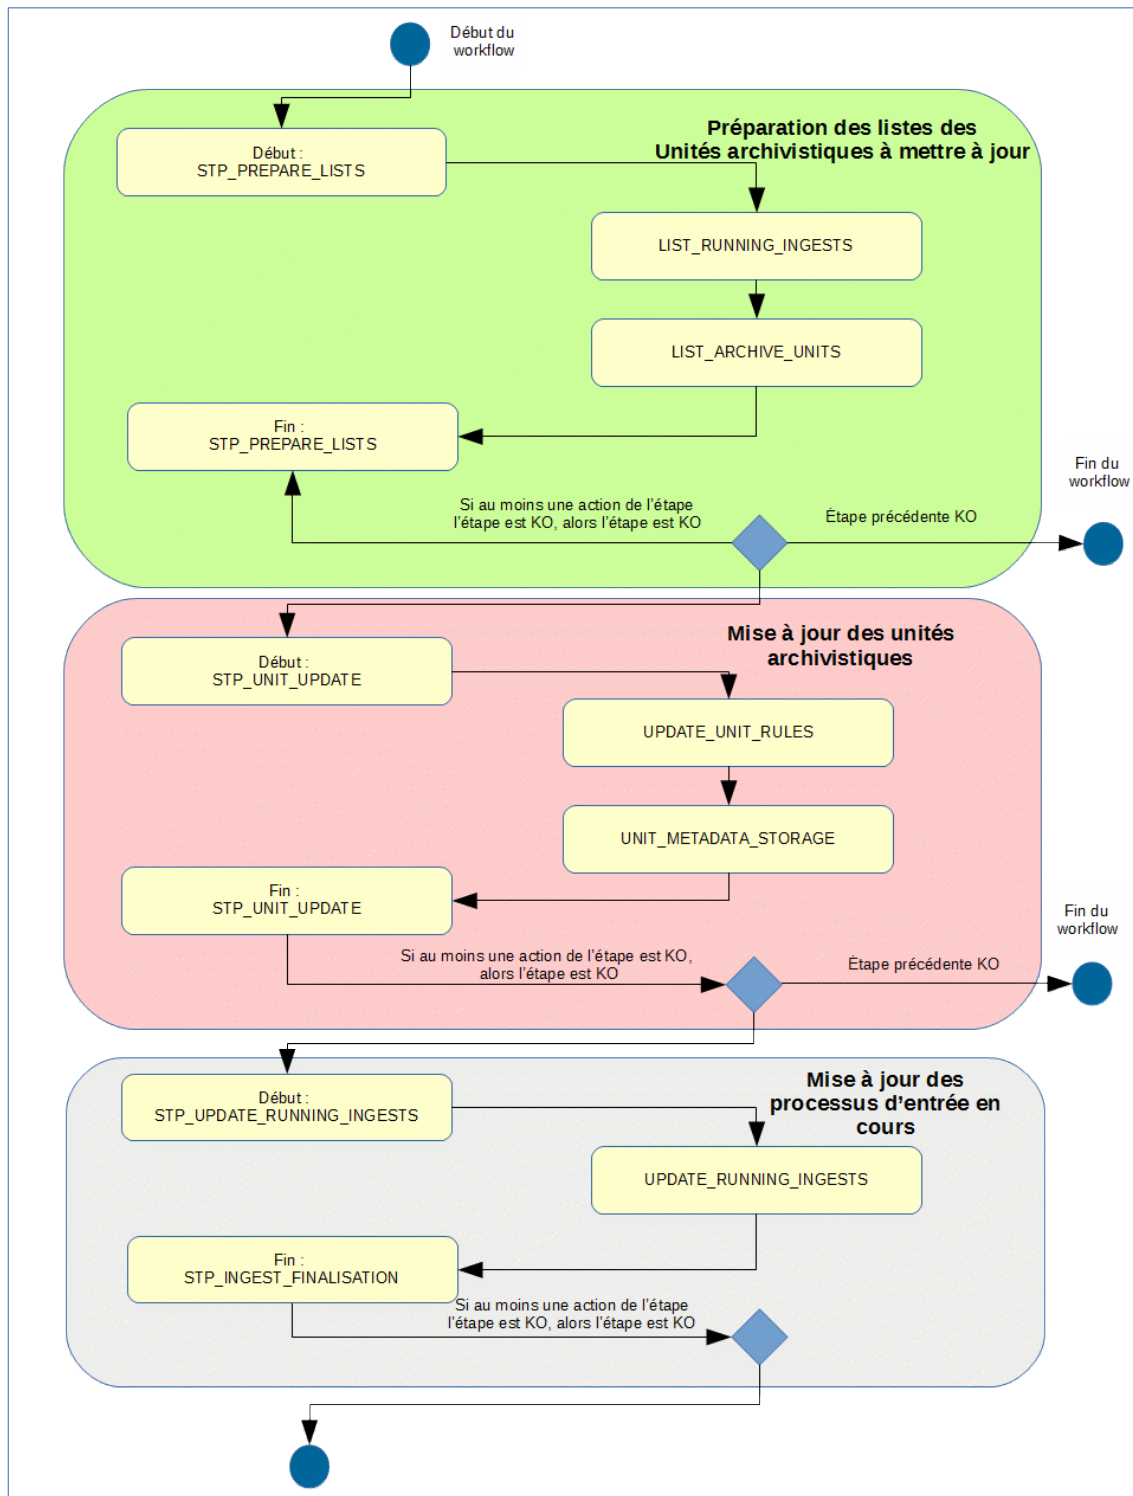 Début du
workflow
Préparation des listes des
Unités archivistiques à mettre à jour
Début :
STP_PREPARE_LISTS
LIST_RUNNING_INGESTS
LIST_ARCHIVE_UNITS
Fin :
STP_PREPARE_LISTS
Fin du
workflow
Si au moins une action de l'étape
l'étape est KO, alors l'étape est KO
Étape précédente KO
Mise à jour des unités
archivistiques
Début :
STP_UNIT_UPDATE
UPDATE_UNIT_RULES
UNIT_METADATA_STORAGE
Fin :
STP_UNIT_UPDATE
Fin du
workflow
Si au moins une action de l'étape est KO,
alors l'étape est KO
Étape précédente KO
Mise à jour des
processus d'entrée en
cours
Début :
STP_UPDATE_RUNNING_INGESTS
UPDATE_RUNNING_INGESTS
Fin :
STP_INGEST_FINALISATION
Si au moins une action de l'étape
l'étape est KO, alors l'étape est KO